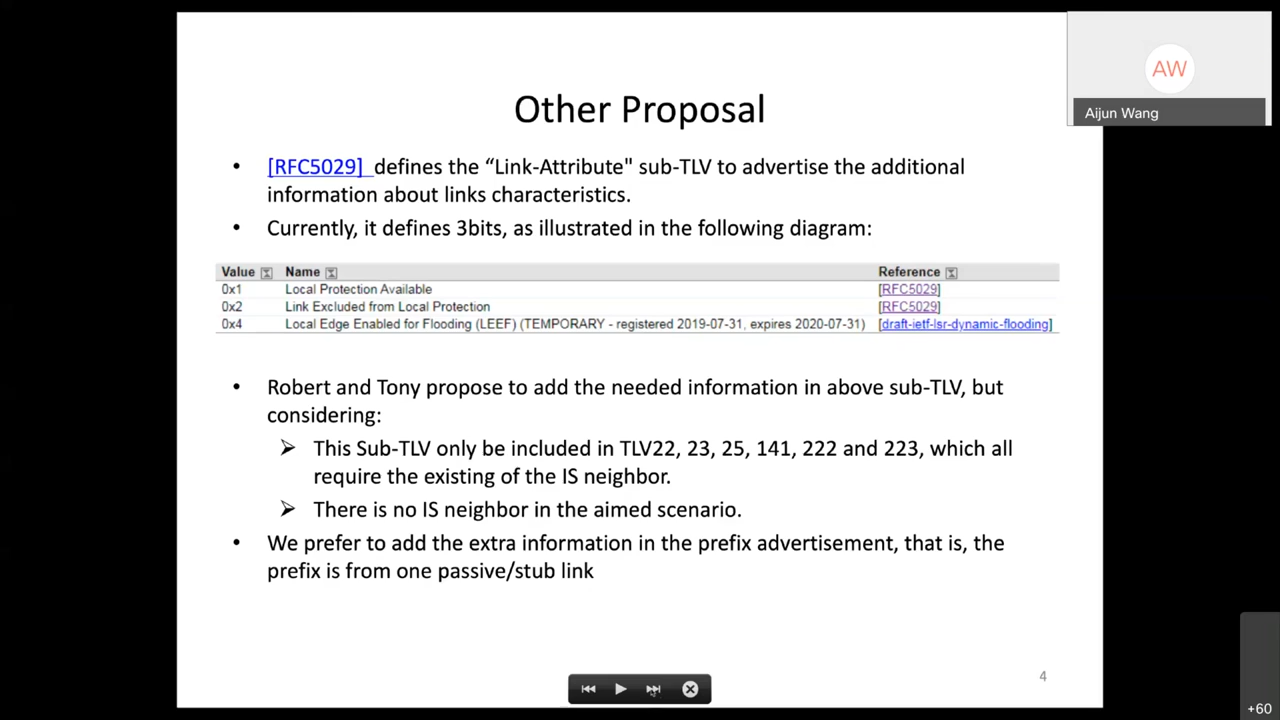 AW
Aijun Wang
Other Proposal
• [RFC5029] defines the “Link-Attribute" sub-TLV to advertise the additional
information about links characteristics.
• Currently, it defines 3bits, as illustrated in the following diagram:
Value Name Reference
0x1 Local Protection Available [RFC5029]
0x2 Link Excluded from Local Protection [RFC5029]
0x4 Local Edge Enabled for Flooding (LEEF) (TEMPORARY - registered 2019-07-31, expires 2020-07-31) [draft-ietf-lsr-dynamic-flooding]
• Robert and Tony propose to add the needed information in above sub-TLV, but
considering:
➢ This Sub-TLV only be included in TLV22, 23, 25, 141, 222 and 223, which all
require the existing of the IS neighbor.
➢ There is no IS neighbor in the aimed scenario.
• We prefer to add the extra information in the prefix advertisement, that is, the
prefix is from one passive/stub link
4
+60